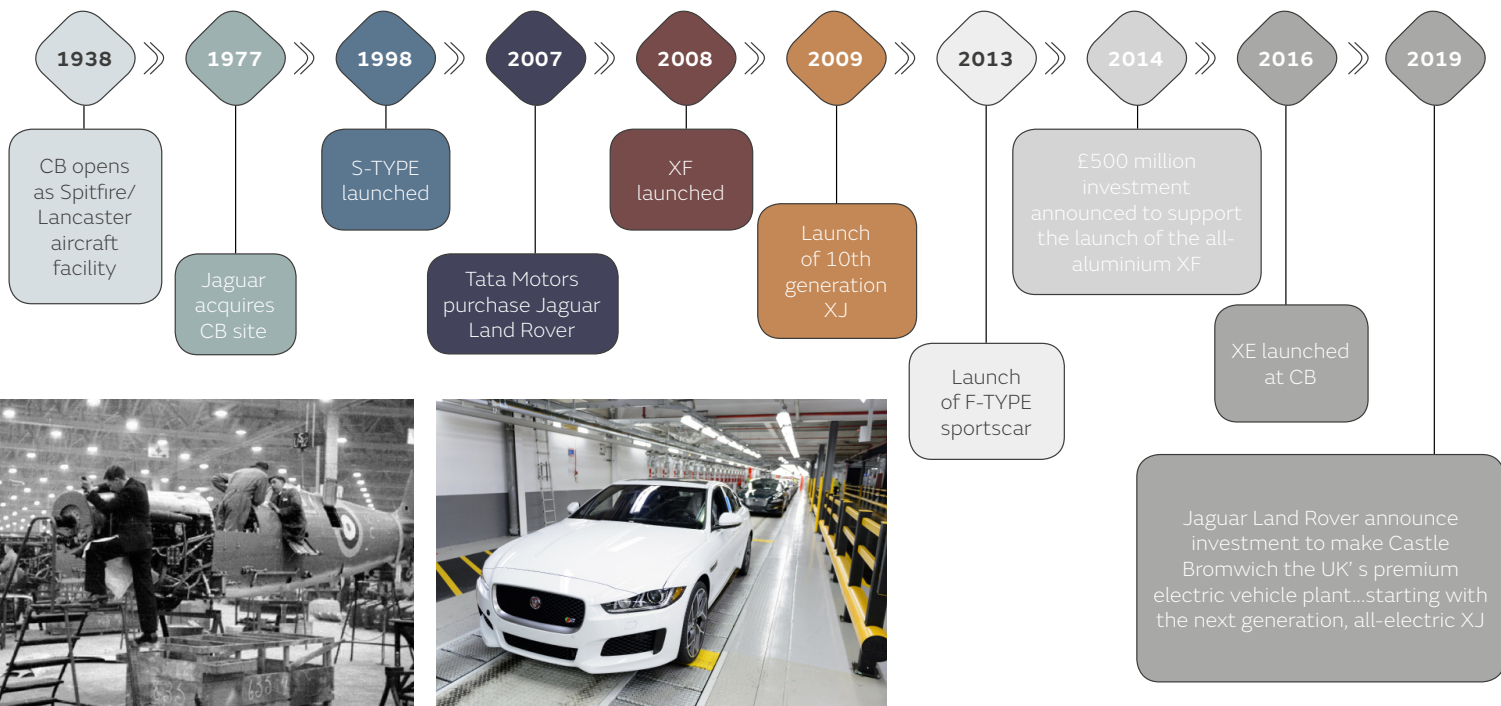 1938
1977
1998
2007
2008
2009
2013
2014
2016
2019
CB opens
as Spitfire/
Lancaster
aircraft
facility
Jaguar
acquires
CB site
S-TYPE
launched
Tata Motors
purchase Jaguar
Land Rover
XF
launched
Launch
of 10th
generation
XJ
Launch
of F-TYPE
sportscar
£500 million
investment
announced to support
the launch of the all-
aluminium XF
XE launched
at CB
Jaguar Land Rover announce
investment to make Castle
Bromwich the UK’ s premium
electric vehicle plant...starting with
the next generation, all-electric XJ